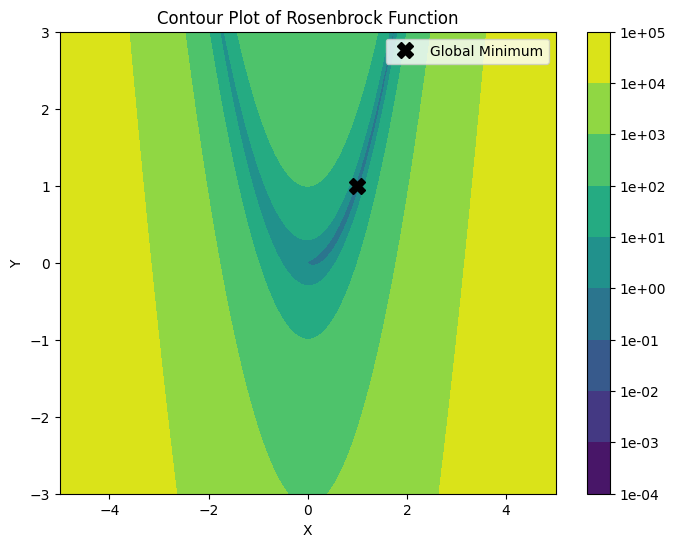 Contour Plot of Rosenbrock Function
Global Minimum
3
2
1
0
−1
−2
−3
Y
−4
−2
0
2
4
X
1e+05
1e+04
1e+03
1e+02
1e+01
1e+00
1e-01
1e-02
1e-03
1e-04